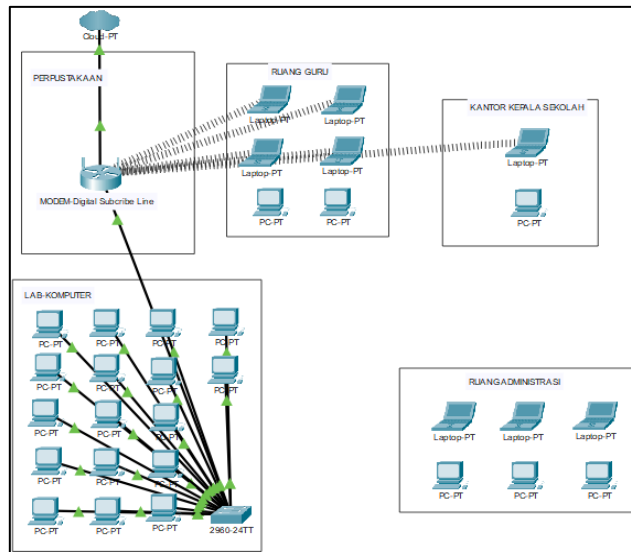 Cloud-PT
PERPUSTAKAAN
MODEM-Digital Subcribe Line
RUANG GURU
Laptop-PT Laptop-PT
Laptop-PT Laptop-PT
PC-PT PC-PT
KANTOR KEPALA SEKOLAH
Laptop-PT
PC-PT
LAB-KOMPUTER
PC-PT PC-PT PC-PT PC-PT
PC-PT PC-PT PC-PT PC-PT
PC-PT PC-PT PC-PT
PC-PT PC-PT PC-PT
PC-PT PC-PT PC-PT
2960-24TT
RUANG ADMINISTRASI
Laptop-PT Laptop-PT Laptop-PT
PC-PT PC-PT PC-PT